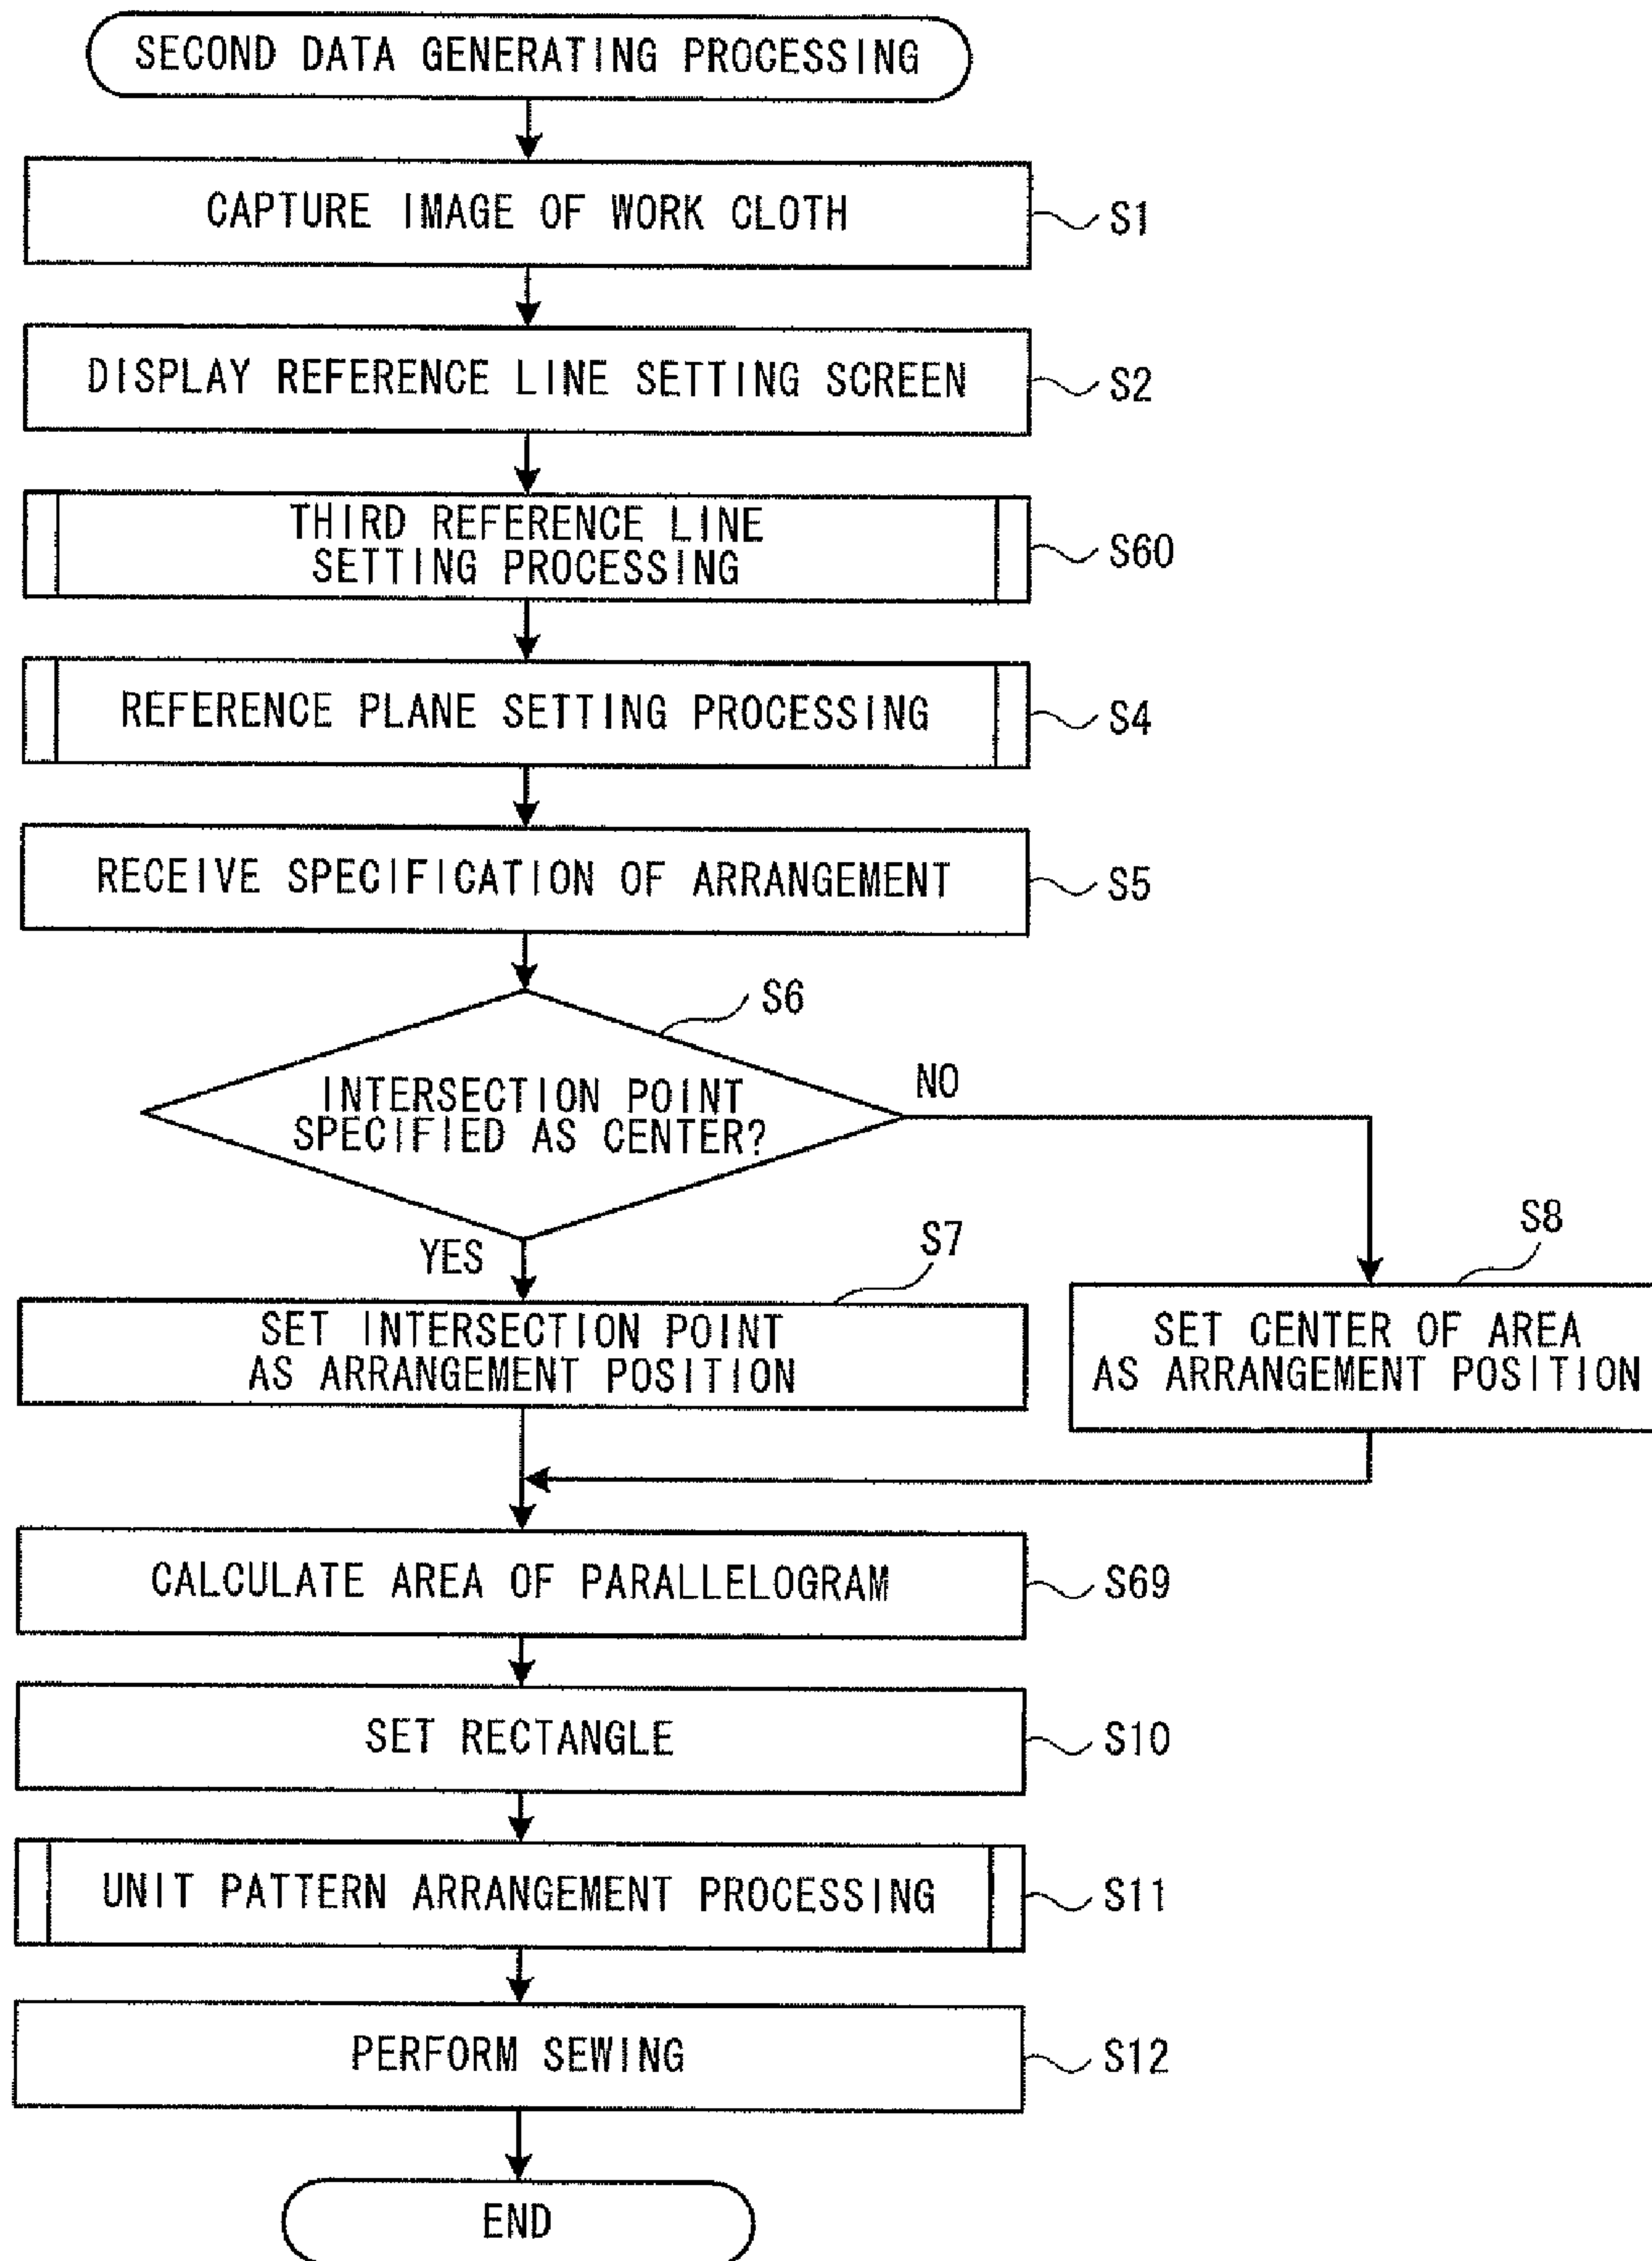 SECOND DATA GENERATING PROCESSING
CAPTURE IMAGE OF WORK CLOTH
S1
DISPLAY REFERENCE LINE SETTING SCREEN
S2
THIRD REFERENCE LINE
SETTING PROCESSING
S60
REFERENCE PLANE SETTING PROCESSING
S4
RECEIVE SPECIFICATION OF ARRANGEMENT
S5
S6
INTERSECTION POINT
SPECIFIED AS CENTER?
NO
YES
S7
SET INTERSECTION POINT
AS ARRANGEMENT POSITION
S8
SET CENTER OF AREA
AS ARRANGEMENT POSITION
CALCULATE AREA OF PARALLELOGRAM
S69
SET RECTANGLE
S10
UNIT PATTERN ARRANGEMENT PROCESSING
S11
PERFORM SEWING
S12
END